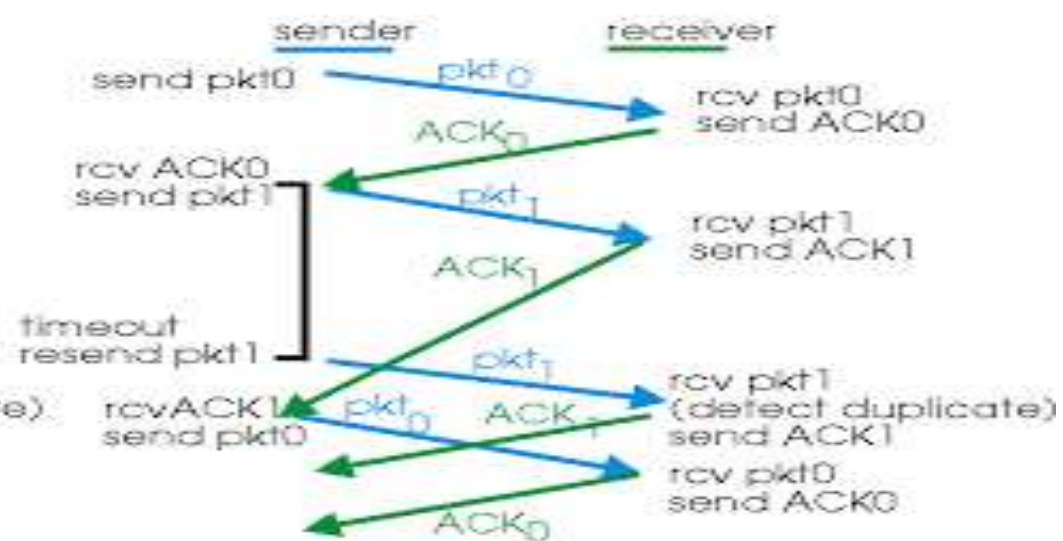 sender
receiver
send pkt0
pkt0
rcv pkt0
send ACK0
ACK0
rcv ACK0
send pkt1
pkt1
rcv pkt1
send ACK1
ACK1
timeout
resend pkt1
pkt1
rcv pkt1
(detect duplicate)
send ACK1
rcvACK1
send pkt0
pkt0
ACK1
rcv pkt0
send ACK0
ACK0